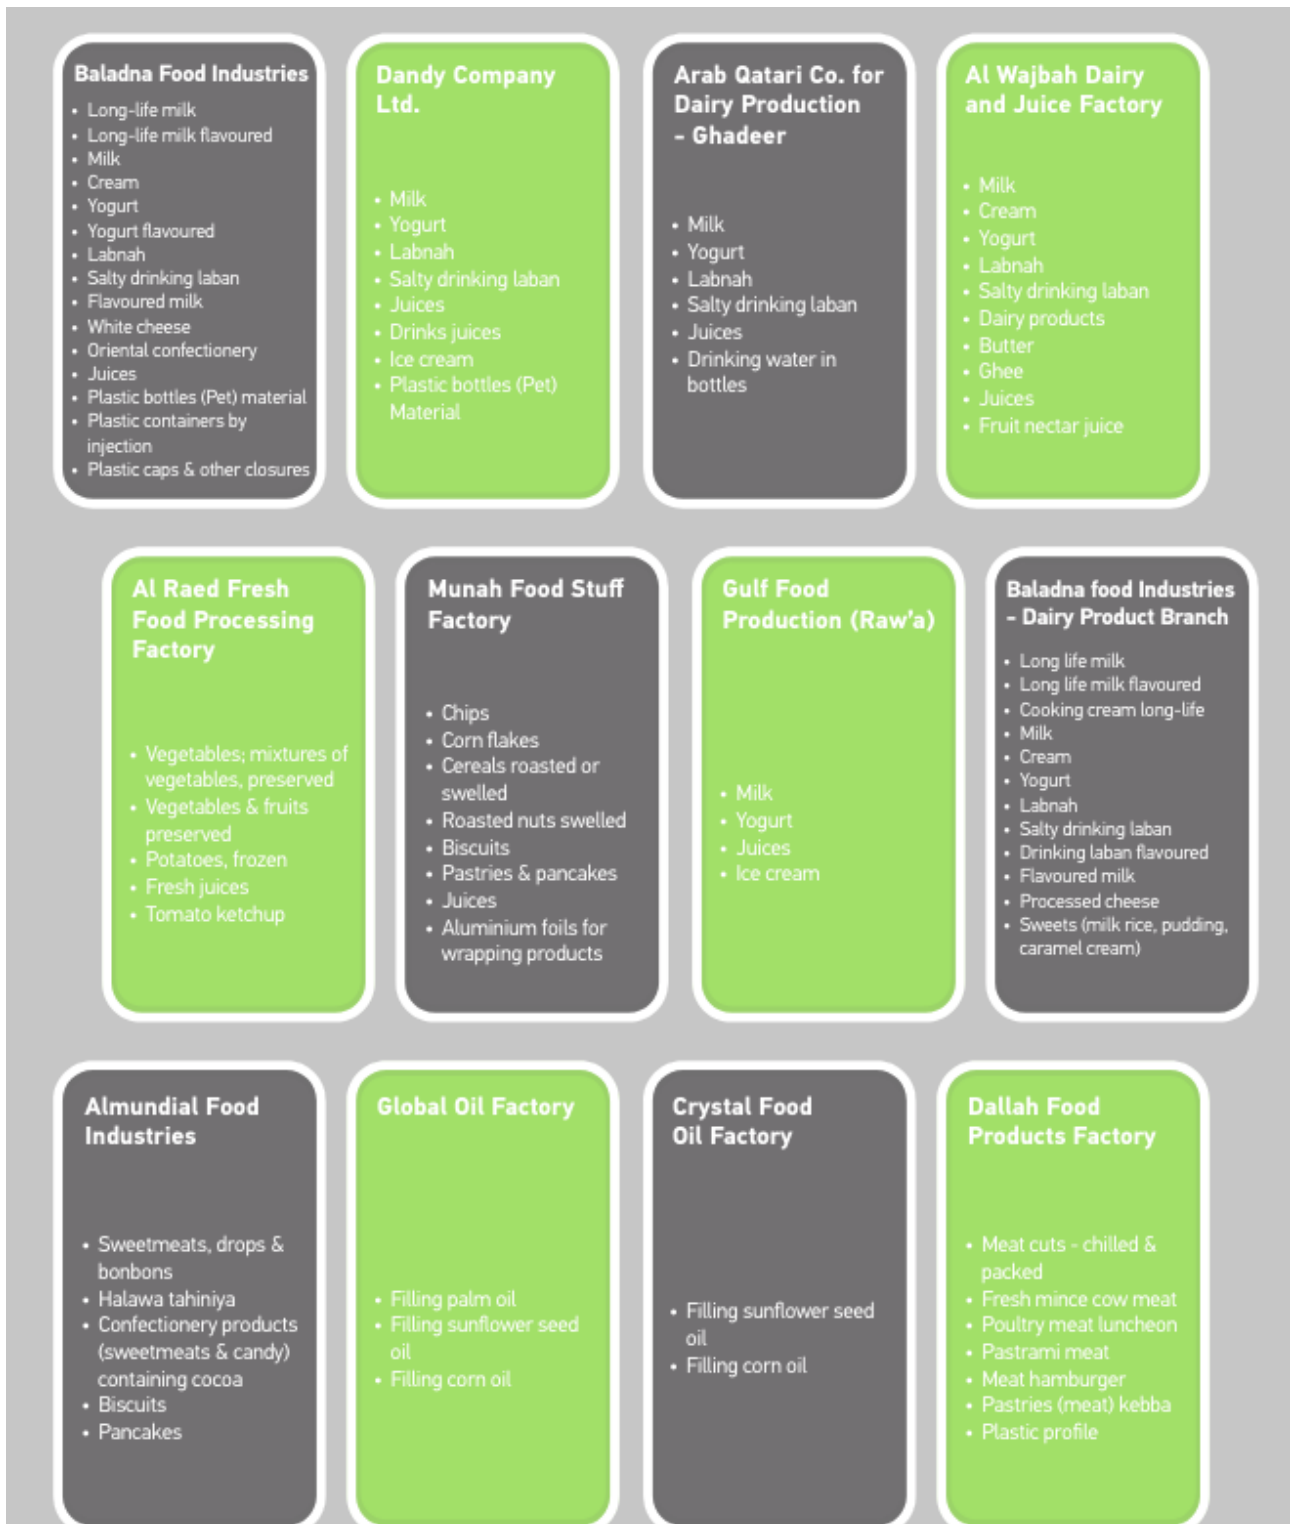 Baladna Food Industries
• Long-life milk
• Long-life milk flavoured
• Milk
• Cream
• Yogurt
• Yogurt flavoured
• Labnah
• Salty drinking laban
• Flavoured milk
• White cheese
• Oriental confectionery
• Juices
• Plastic bottles (Pet) material
• Plastic containers by
injection
• Plastic caps & other closures
Dandy Company
Ltd.
• Milk
• Yogurt
• Labnah
• Salty drinking laban
• Juices
• Drinks juices
• Ice cream
• Plastic bottles (Pet)
Material
Arab Qatari Co. for
Dairy Production
– Ghadeer
• Milk
• Yogurt
• Labnah
• Salty drinking laban
• Juices
• Drinking water in
bottles
Al Wajbah Dairy
and Juice Factory
• Milk
• Cream
• Yogurt
• Labnah
• Salty drinking laban
• Dairy products
• Butter
• Ghee
• Juices
• Fruit nectar juice
Al Raed Fresh
Food Processing
Factory
• Vegetables; mixtures of
vegetables, preserved
• Vegetables & fruits
preserved
• Potatoes, frozen
• Fresh juices
• Tomato ketchup
Munah Food Stuff
Factory
• Chips
• Corn flakes
• Cereals roasted or
swelled
• Roasted nuts swelled
• Biscuits
• Pastries & pancakes
• Juices
• Aluminium foils for
wrapping products
Gulf Food
Production (Raw’a)
• Milk
• Yogurt
• Juices
• Ice cream
Baladna food Industries
– Dairy Product Branch
• Long life milk
• Long life milk flavoured
• Cooking cream long-life
• Milk
• Cream
• Yogurt
• Labnah
• Salty drinking laban
• Drinking laban flavoured
• Flavoured milk
• Processed cheese
• Sweets (milk rice, pudding,
caramel cream)
Almundial Food
Industries
• Sweetmeats, drops &
bonbons
• Halawa tahiniya
• Confectionery products
(sweetmeats & candy)
containing cocoa
• Biscuits
• Pancakes
Global Oil Factory
• Filling palm oil
• Filling sunflower seed
oil
• Filling corn oil
Crystal Food
Oil Factory
• Filling sunflower seed
oil
• Filling corn oil
Dallah Food
Products Factory
• Meat cuts - chilled &
packed
• Fresh mince cow meat
• Poultry meat luncheon
• Pastrami meat
• Meat hamburger
• Pastries (meat) kebba
• Plastic profile